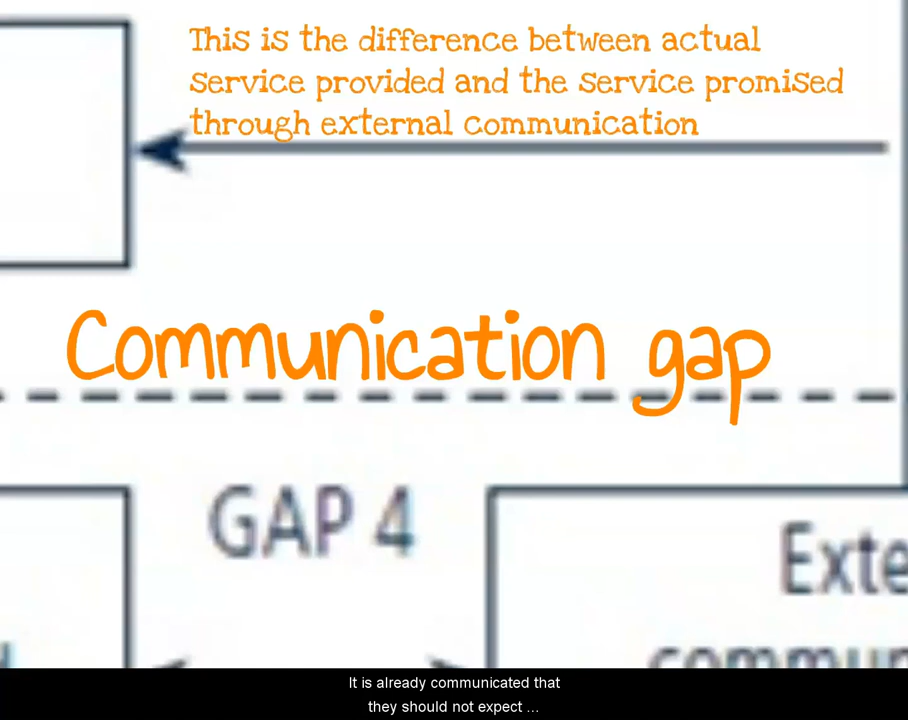 This is the difference between actual
service provided and the service promised
through external communication
Communication gap
GAP 4
Exte
commun
It is already communicated that
they should not expect ...